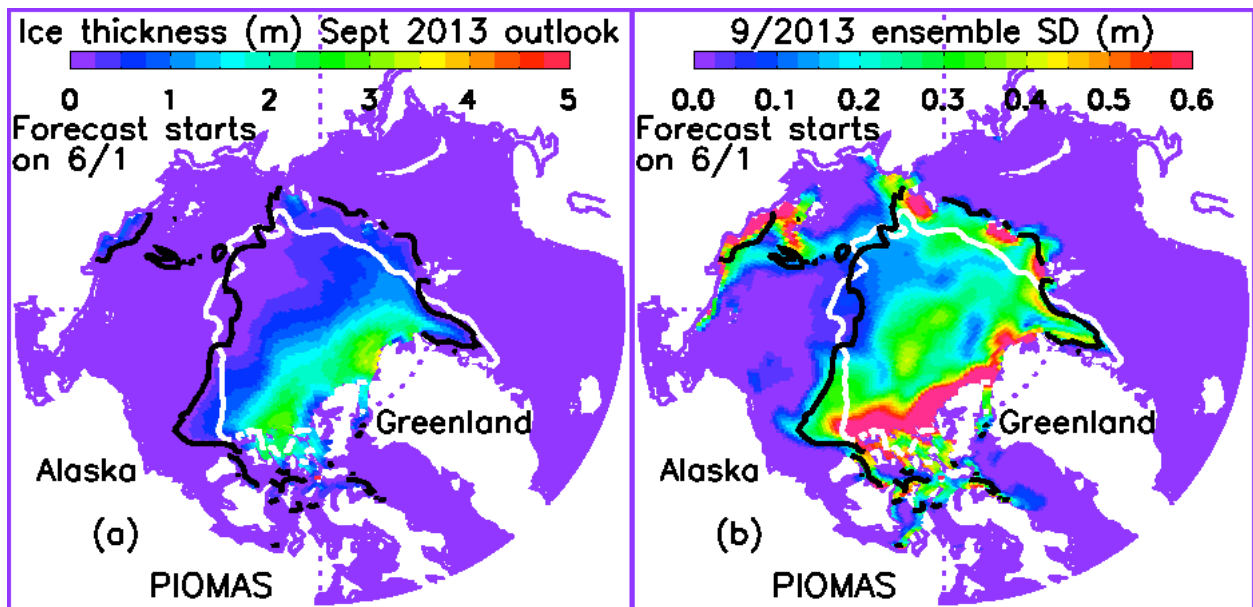 Ice thickness (m) Sept 2013 outlook
0 1 2 3 4 5
Forecast starts
on 6/1
Greenland
Alaska
(a)
PIOMAS
9/2013 ensemble SD (m)
0.0 0.1 0.2 0.3 0.4 0.5 0.6
Forecast starts
on 6/1
Greenland
Alaska
(b)
PIOMAS